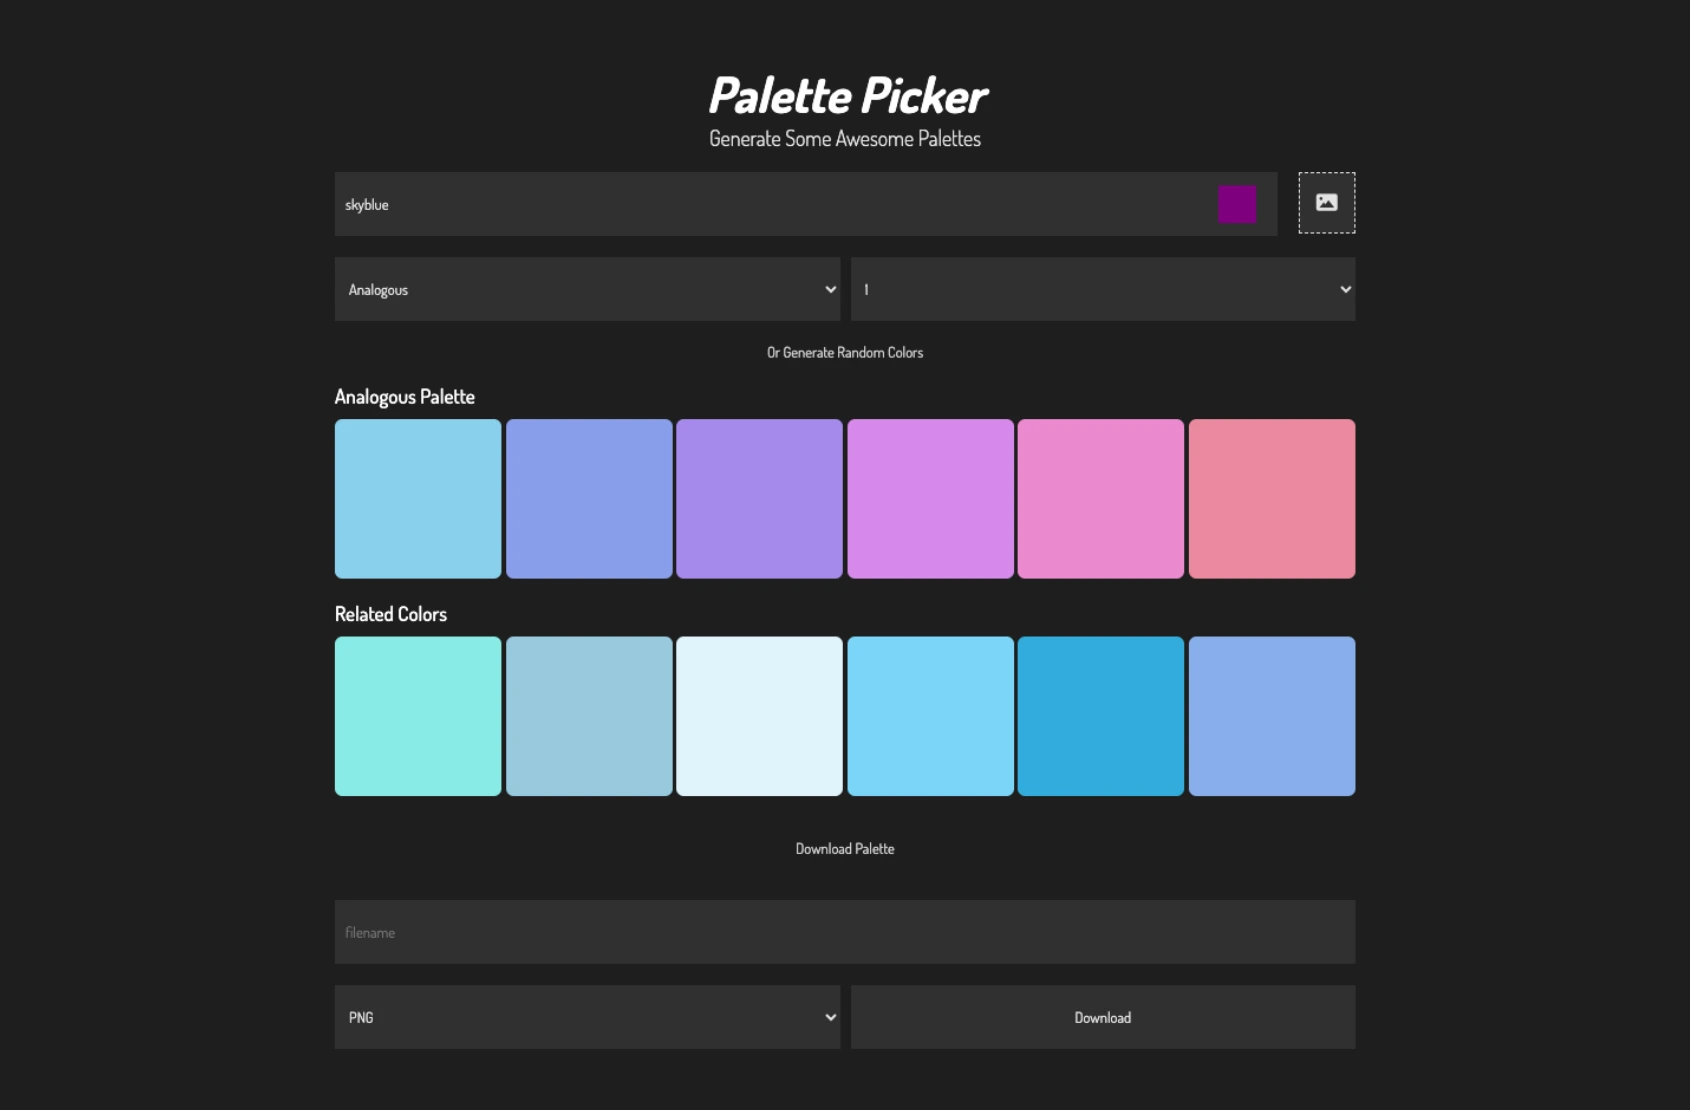 Palette Picker
Generate Some Awesome Palettes
skyblue
Analogous
1
Or Generate Random Colors
Analogous Palette
Related Colors
Download Palette
filename
PNG
Download